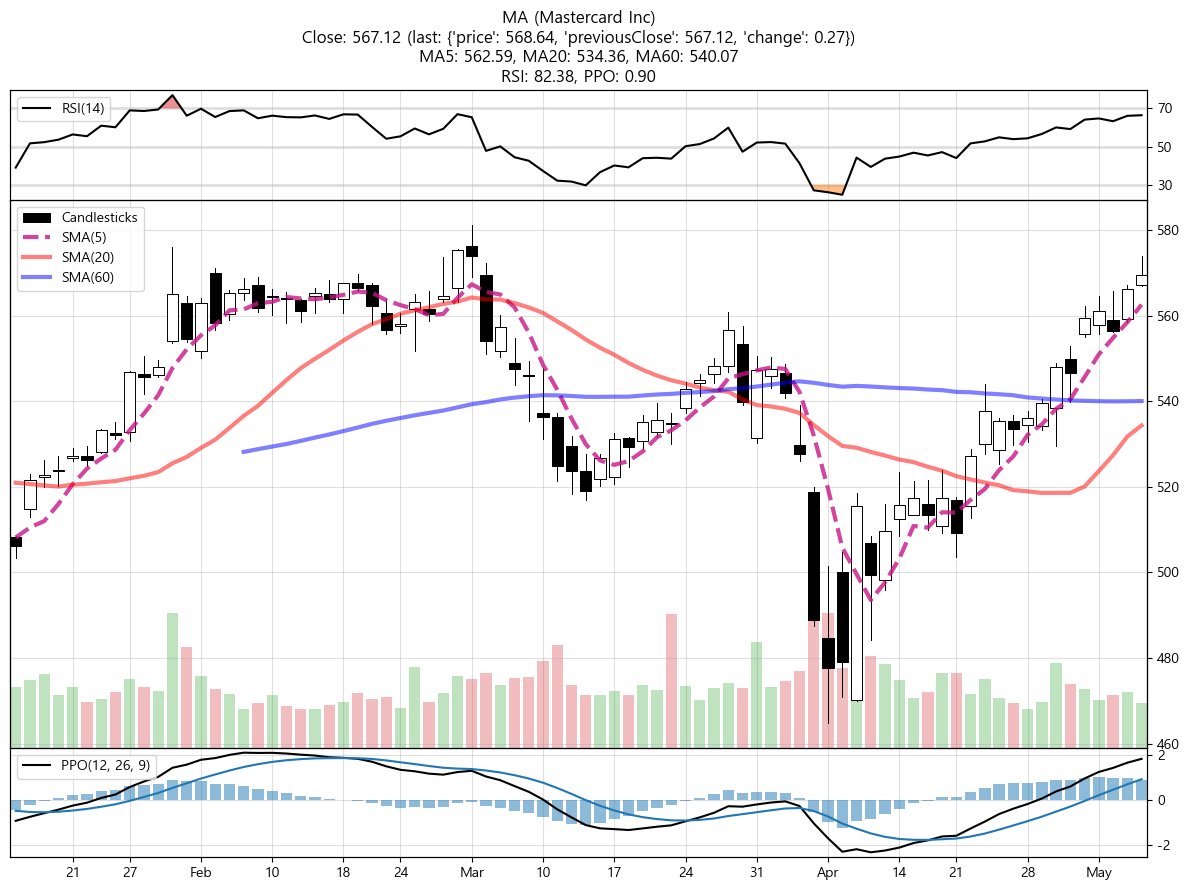 MA (Mastercard Inc)
Close: 567.12 (last: {'price': 568.64, 'previousClose': 567.12, 'change': 0.27})
MA5: 562.59, MA20: 534.36, MA60: 540.07
RSI: 82.38, PPO: 0.90
RSI(14)
70
50
30
Candlesticks
SMA(5)
SMA(20)
SMA(60)
580
560
540
520
500
480
460
PPO(12, 26, 9)
2
0
-2
21 27 Feb 10 18 24 Mar 10 17 24 31 Apr 14 21 28 May